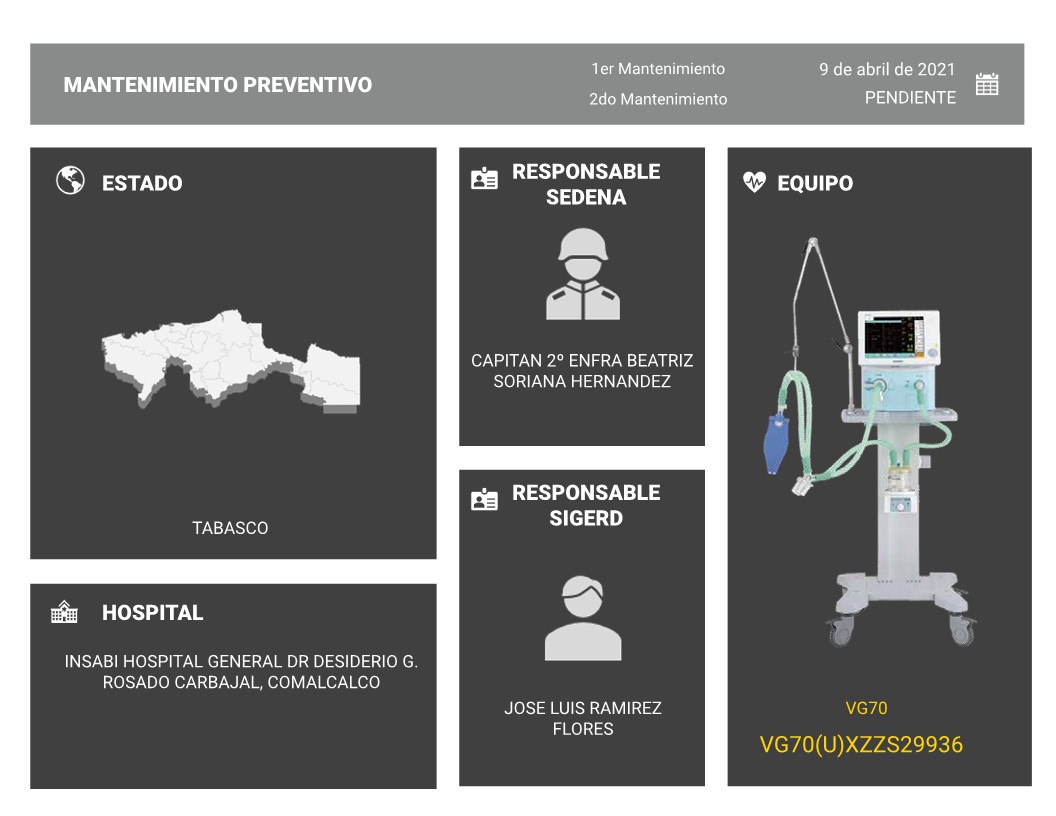 MANTENIMIENTO PREVENTIVO
1er Mantenimiento
9 de abril de 2021
2do Mantenimiento
PENDIENTE
ESTADO
TABASCO
HOSPITAL
INSABI HOSPITAL GENERAL DR DESIDERIO G.
ROSADO CARBAJAL, COMALCALCO
RESPONSABLE
SEDENA
CAPITAN 2º ENFRA BEATRIZ
SORIANA HERNANDEZ
RESPONSABLE
SIGERD
JOSE LUIS RAMIREZ
FLORES
EQUIPO
VG70
VG70(U)XZZS29936